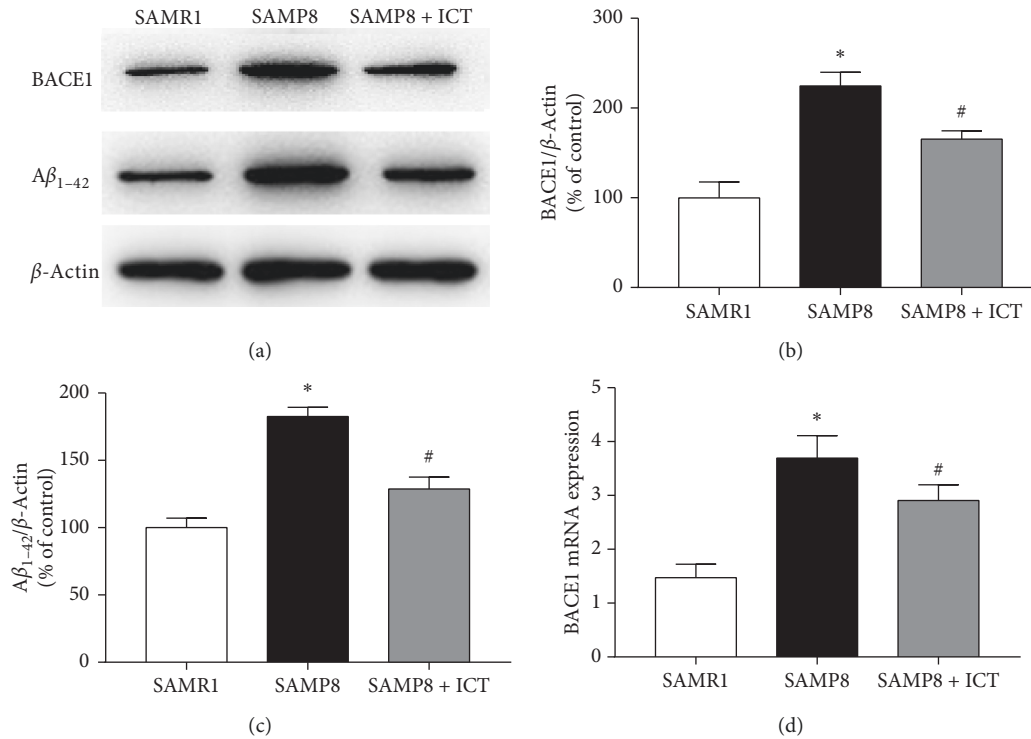 SAMR1 SAMP8 SAMP8 + ICT
BACE1
Aβ1–42
β-Actin
(a)
BACE1/β-Actin
(% of control)
300
200
100
0
*
#
SAMR1 SAMP8 SAMP8 + ICT
(b)
Aβ1–42/β-Actin
(% of control)
200
150
100
50
0
*
#
SAMR1 SAMP8 SAMP8 + ICT
(c)
BACE1 mRNA expression
5
4
3
2
1
0
*
#
SAMR1 SAMP8 SAMP8 + ICT
(d)